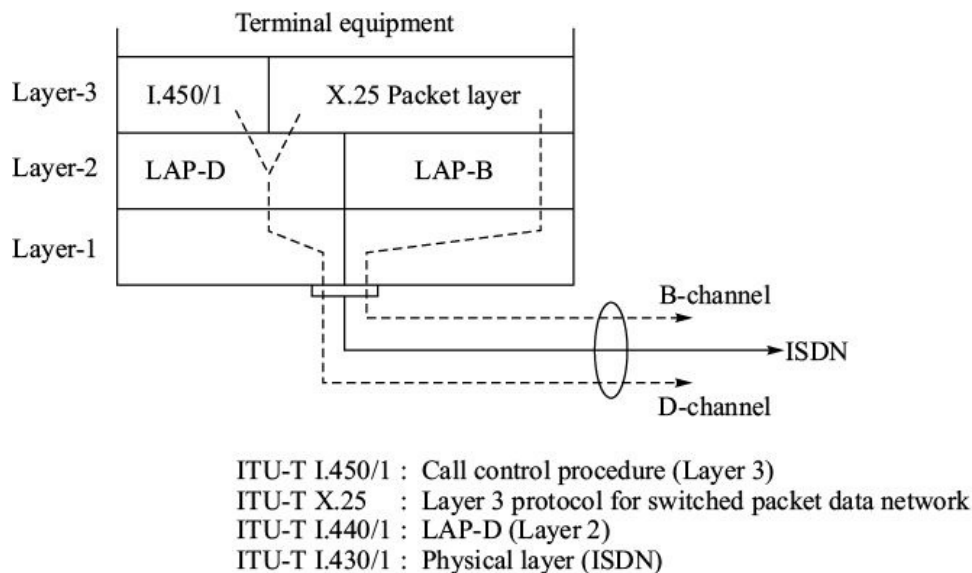 Terminal equipment
Layer-3
I.450/1
X.25 Packet layer
Layer-2
LAP-D
LAP-B
Layer-1
B-channel
ISDN
D-channel
ITU-T I.450/1 : Call control procedure (Layer 3)
ITU-T X.25 : Layer 3 protocol for switched packet data network
ITU-T I.440/1 : LAP-D (Layer 2)
ITU-T I.430/1 : Physical layer (ISDN)